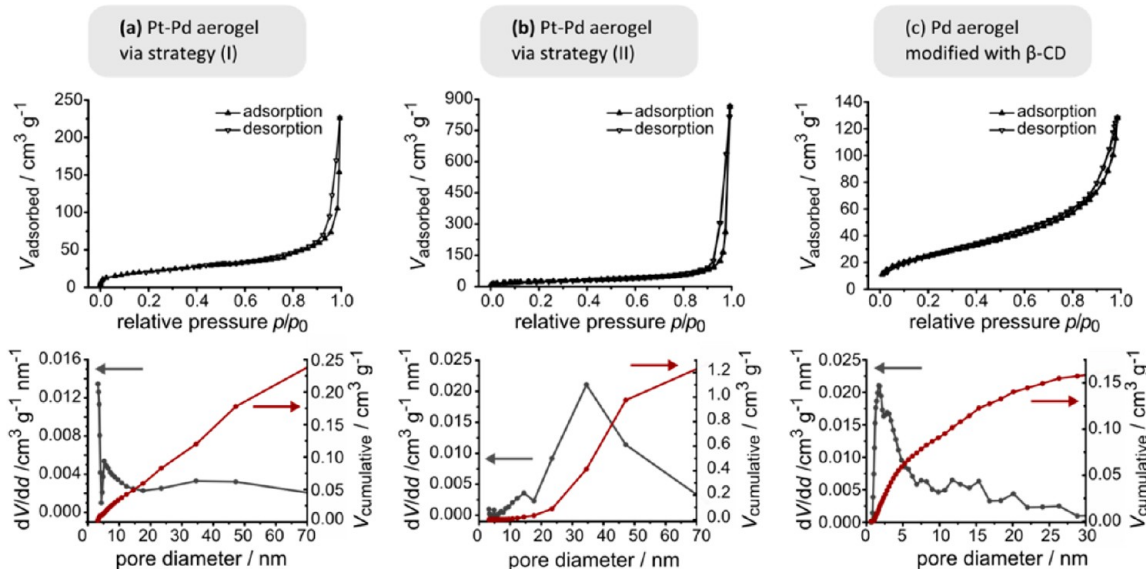 (a) Pt-Pd aerogel
via strategy (I)
(b) Pt-Pd aerogel
via strategy (II)
(c) Pd aerogel
modified with β-CD
250
200
150
100
50
0
Vadsorbed / cm³ g⁻¹
adsorption
desorption
0.0 0.2 0.4 0.6 0.8 1.0
relative pressure p/p₀
900
750
600
450
300
150
0
Vadsorbed / cm³ g⁻¹
adsorption
desorption
0.0 0.2 0.4 0.6 0.8 1.0
relative pressure p/p₀
140
120
100
80
60
40
20
0
Vadsorbed / cm³ g⁻¹
adsorption
desorption
0.0 0.2 0.4 0.6 0.8 1.0
relative pressure p/p₀
0.016
0.012
0.008
0.004
0.000
dV/dd /cm³ g⁻¹ nm⁻¹
0.25
0.20
0.15
0.10
0.05
0.00
Vcumulative / cm³ g⁻¹
0 10 20 30 40 50 60 70
pore diameter / nm
0.025
0.020
0.015
0.010
0.005
0.000
dV/dd /cm³ g⁻¹ nm⁻¹
1.2
1.0
0.8
0.6
0.4
0.2
0.0
Vcumulative / cm³ g⁻¹
0 10 20 30 40 50 60 70
pore diameter / nm
0.025
0.020
0.015
0.010
0.005
0.000
dV/dd /cm³ g⁻¹ nm⁻¹
0.15
0.10
0.05
0.00
Vcumulative / cm³ g⁻¹
0 5 10 15 20 25 30
pore diameter / nm